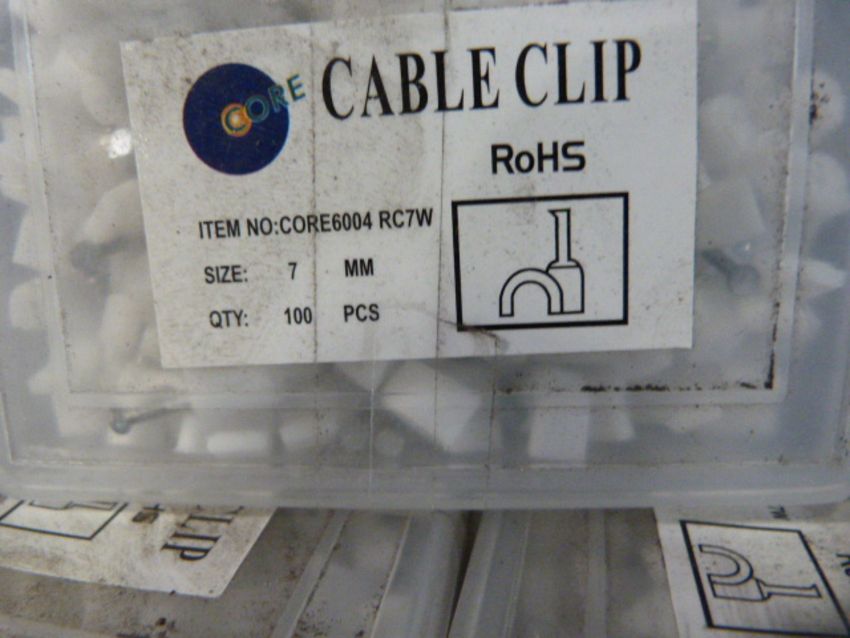 CORE CABLE CLIP
RoHS
ITEM NO:CORE6004 RC7W
SIZE: 7 MM
QTY: 100 PCS
CLIP